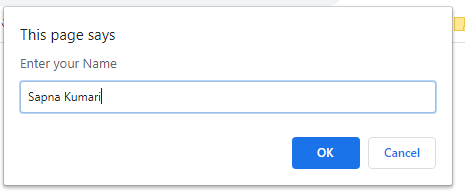 This page says
Enter your Name
Sapna Kumari
OK
Cancel